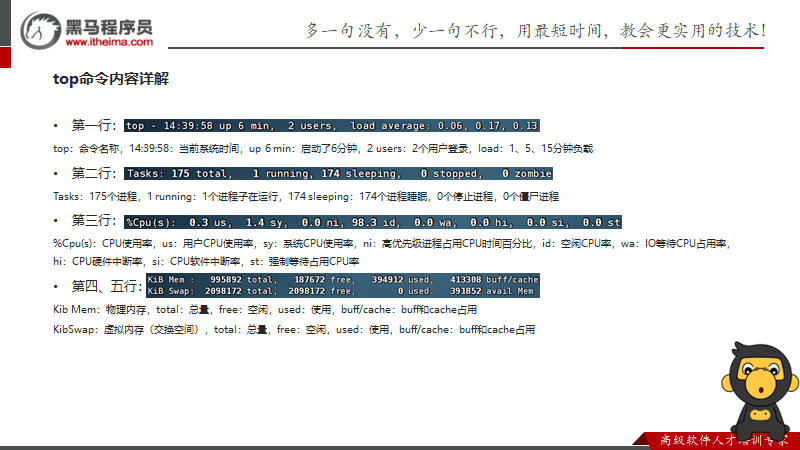 黑马程序员
www.itheima.com
多一句没有，少一句不行，用最短时间，教会更实用的技术！
top命令内容详解
• 第一行：top - 14:39:58 up 6 min,  2 users,  load average: 0.06, 0.17, 0.13
top：命令名称，14:39:58：当前系统时间，up 6 min：启动了6分钟，2 users：2个用户登录，load：1、5、15分钟负载
• 第二行：Tasks: 175 total,   1 running, 174 sleeping,   0 stopped,   0 zombie
Tasks：175个进程，1 running：1个进程子在运行，174 sleeping：174个进程睡眠，0个停止进程，0个僵尸进程
• 第三行：%Cpu(s):  0.3 us,  1.4 sy,  0.0 ni, 98.3 id,  0.0 wa,  0.0 hi,  0.0 si,  0.0 st
%Cpu(s)：CPU使用率，us：用户CPU使用率，sy：系统CPU使用率，ni：高优先级进程占用CPU时间百分比，id：空闲CPU率，wa：IO等待CPU占用率，
hi：CPU硬件中断率，si：CPU软件中断率，st：强制等待占用CPU率
• 第四、五行：KiB Mem :   995892 total,   187672 free,   394912 used,   413308 buff/cache
KiB Swap:  2098172 total,  2098172 free,        0 used.   391852 avail Mem
Kib Mem：物理内存，total：总量，free：空闲，used：使用，buff/cache：buff和cache占用
KibSwap：虚拟内存（交换空间），total：总量，free：空闲，used：使用，buff/cache：buff和cache占用
高级软件人才培训专家